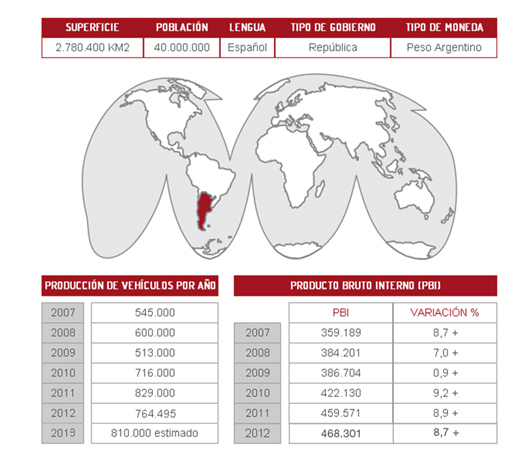 SUPERFICIE POBLACIÓN LENGUA TIPO DE GOBIERNO TIPO DE MONEDA
2.780.400 KM2 40.000.000 Español República Peso Argentino
PRODUCCIÓN DE VEHÍCULOS POR AÑO
2007 545.000
2008 600.000
2009 513.000
2010 716.000
2011 829.000
2012 764.495
2013 810.000 estimado
PRODUCTO BRUTO INTERNO (PBI)
PBI VARIACIÓN %
2007 359.189 8,7 +
2008 384.201 7,0 +
2009 386.704 0,9 +
2010 422.130 9,2 +
2011 459.571 8,9 +
2012 468.301 8,7 +